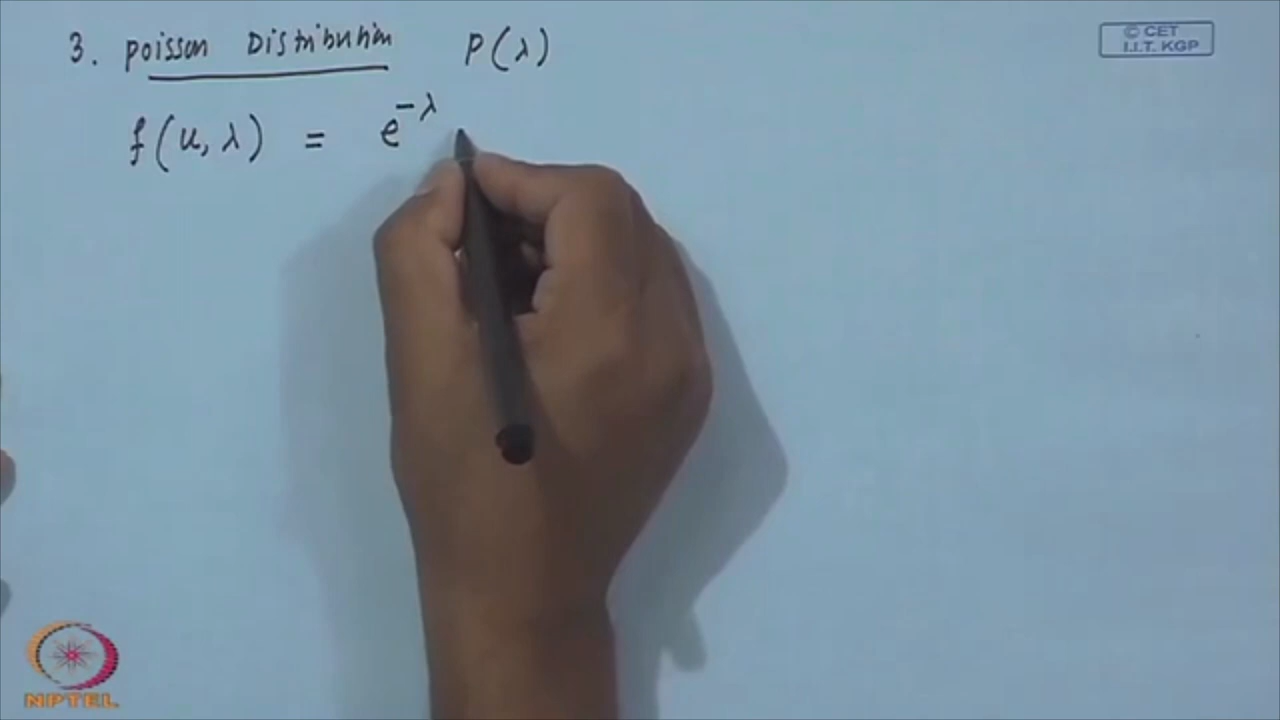 3. Poisson Distribution P(λ)
© CET
I.I.T. KGP
f(u, λ) = e^{-λ}
NPTEL